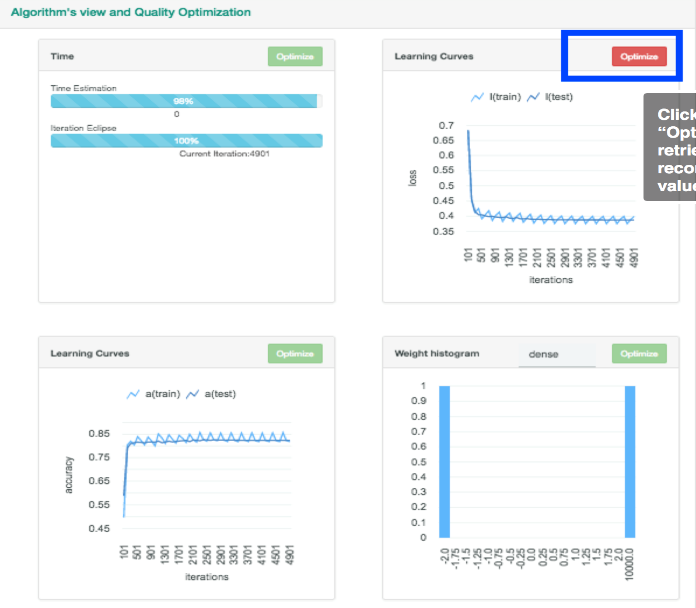 Algorithm's view and Quality Optimization
Time Optimize
Time Estimation
98%
0
Iteration Eclipse
100%
Current Iteration:4901
Learning Curves Optimize
l(train) l(test)
0.7
0.65
0.6
0.55
0.5
0.45
0.4
0.35
loss
101 501 901 1301 1701 2101 2501 2901 3301 3701 4101 4501 4901
iterations
Click
“Opt
retrie
recor
value
Learning Curves Optimize
a(train) a(test)
0.85
0.75
0.65
0.55
0.45
accuracy
101 501 901 1301 1701 2101 2501 2901 3301 3701 4101 4501 4901
iterations
Weight histogram dense Optimize
1
0.9
0.8
0.7
0.6
0.5
0.4
0.3
0.2
0.1
0
-2.0 -1.75 -1.5 -1.25 -1.0 -0.75 -0.5 -0.25 0.0 0.25 0.5 0.75 1.0 1.25 1.5 1.75 2.0 10000.0